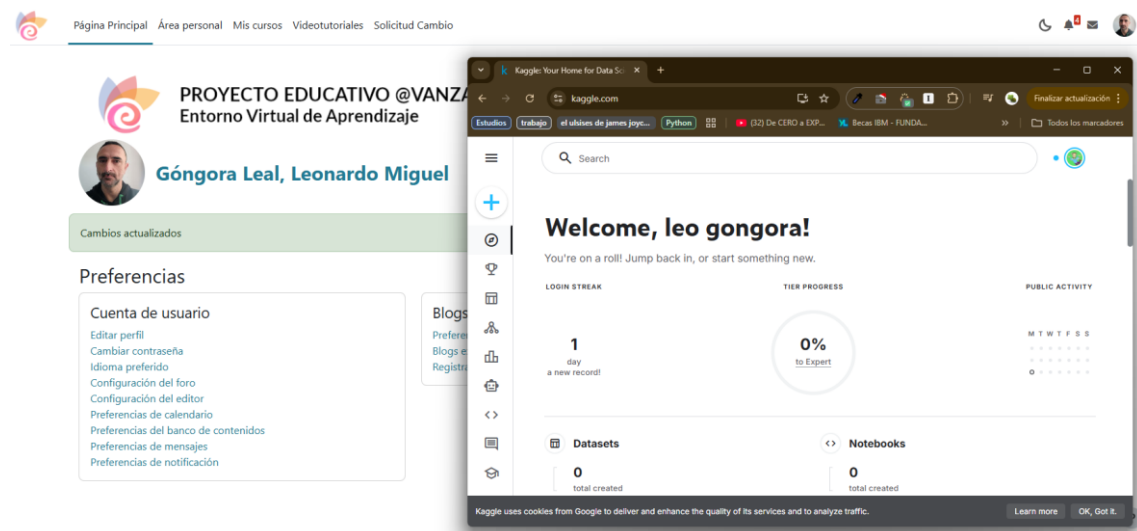 Página Principal Área personal Mis cursos Videotutoriales Solicitud Cambio
4
PROYECTO EDUCATIVO @VANZA
Entorno Virtual de Aprendizaje
Góngora Leal, Leonardo Miguel
Cambios actualizados
Preferencias
Cuenta de usuario
Editar perfil
Cambiar contraseña
Idioma preferido
Configuración del foro
Configuración del editor
Preferencias de calendario
Preferencias del banco de contenidos
Preferencias de mensajes
Preferencias de notificación
Blogs
Kaggle: Your Home for Data Sci
kaggle.com
Finalizar actualización
Estudios trabajo el ulsises de james joyc... Python (32) De CERO a EXP... Becas IBM - FUNDA... » Todos los marcadores
Search
Welcome, leo gongora!
You're on a roll! Jump back in, or start something new.
LOGIN STREAK TIER PROGRESS PUBLIC ACTIVITY
1
day
a new record!
0%
to Expert
M T W T F S S
Datasets
0
total created
Notebooks
0
total created
Kaggle uses cookies from Google to deliver and enhance the quality of its services and to analyze traffic.
Learn more OK, Got it.